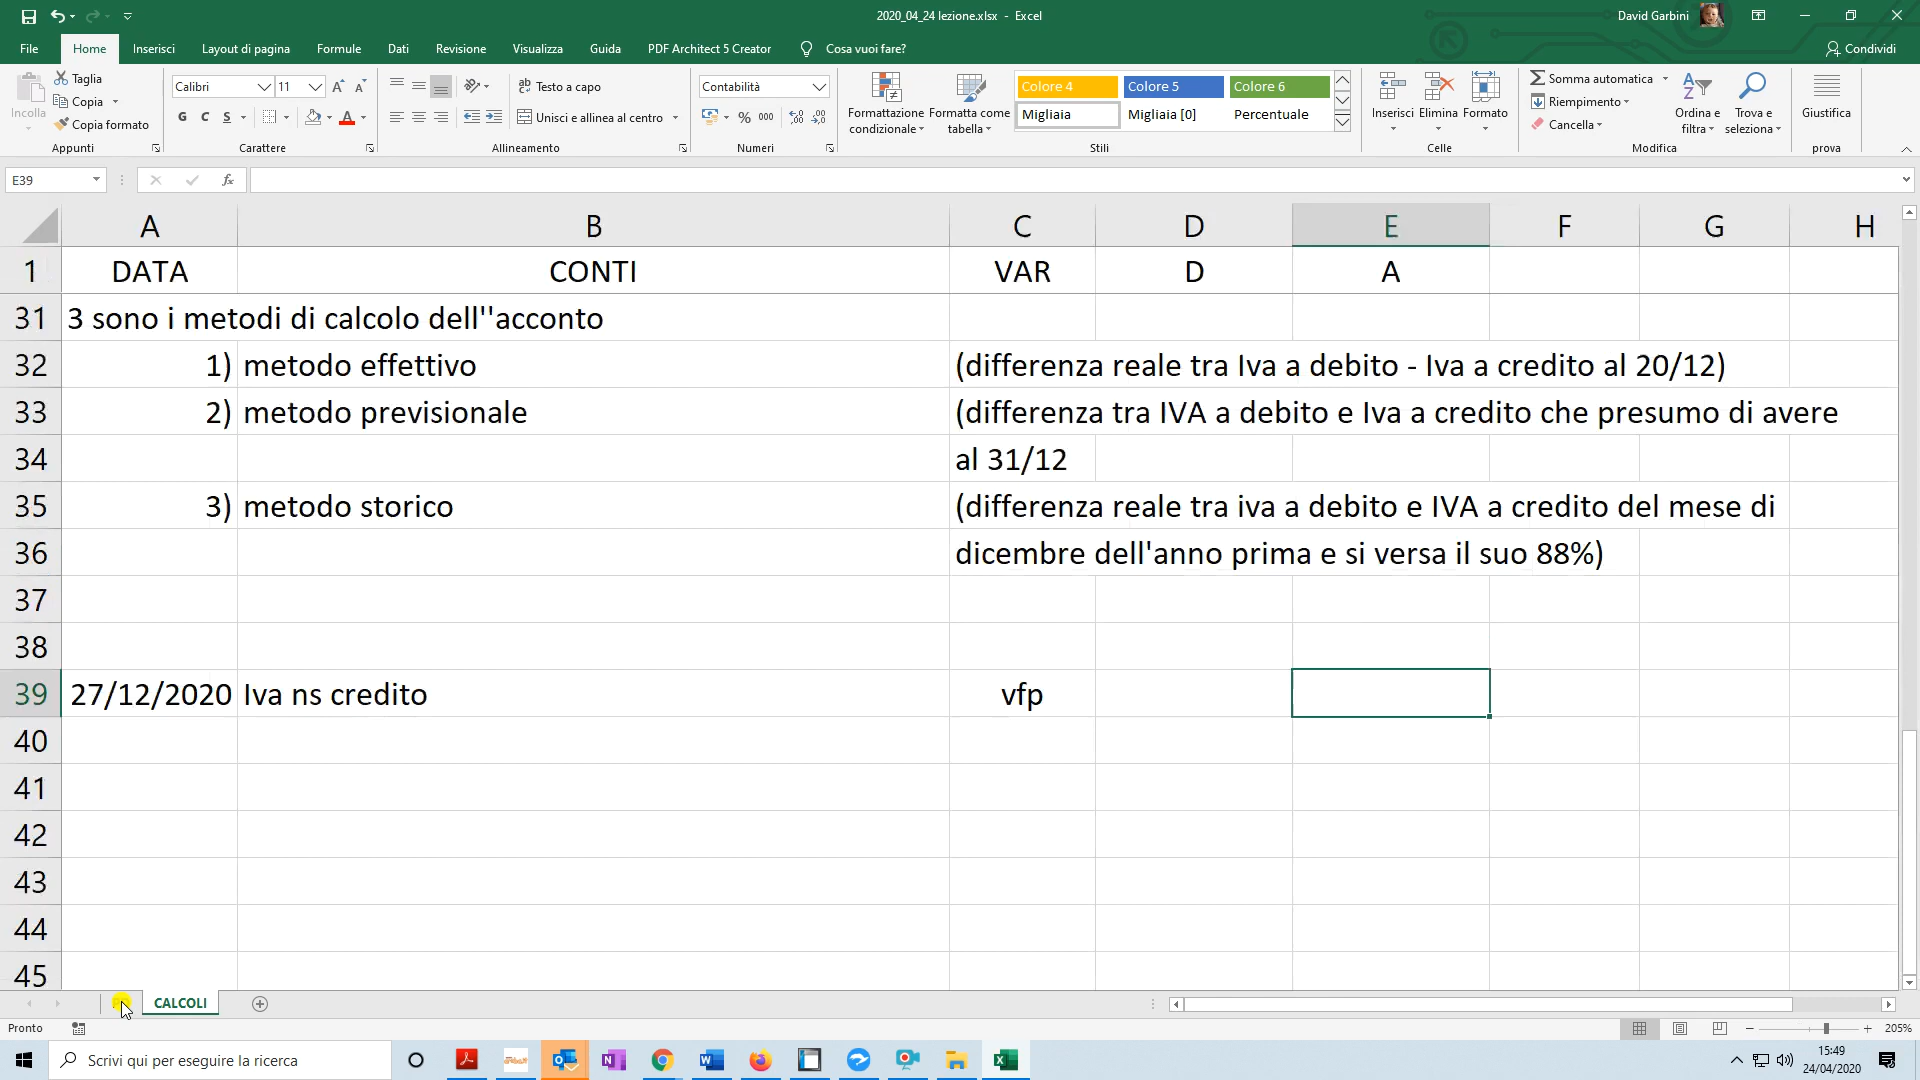 2020_04_24 lezione.xlsx - Excel
David Garbini
File Home Inserisci Layout di pagina Formule Dati Revisione Visualizza Guida PDF Architect 5 Creator Cosa vuoi fare? Condividi
Incolla
Taglia
Copia
Copia formato
Appunti
Calibri 11
G C S
Carattere
Testo a capo
Unisci e allinea al centro
Allineamento
Contabilità
% 000
Numeri
Formattazione condizionale
Formatta come tabella
Colore 4 Colore 5 Colore 6
Migliaia Migliaia [0] Percentuale
Stili
Inserisci Elimina Formato
Celle
Somma automatica
Riempimento
Cancella
Ordina e filtra
Trova e seleziona
Modifica
Giustifica
prova
E39 fx
A B C D E F G H
1 DATA CONTI VAR D A
31 3 sono i metodi di calcolo dell''acconto
32 1) metodo effettivo (differenza reale tra Iva a debito - Iva a credito al 20/12)
33 2) metodo previsionale (differenza tra IVA a debito e Iva a credito che presumo di avere
34 al 31/12
35 3) metodo storico (differenza reale tra iva a debito e IVA a credito del mese di
36 dicembre dell'anno prima e si versa il suo 88%)
37
38
39 27/12/2020 Iva ns credito vfp
40
41
42
43
44
45
CALCOLI
Pronto
205%
Scrivi qui per eseguire la ricerca
15:49
24/04/2020